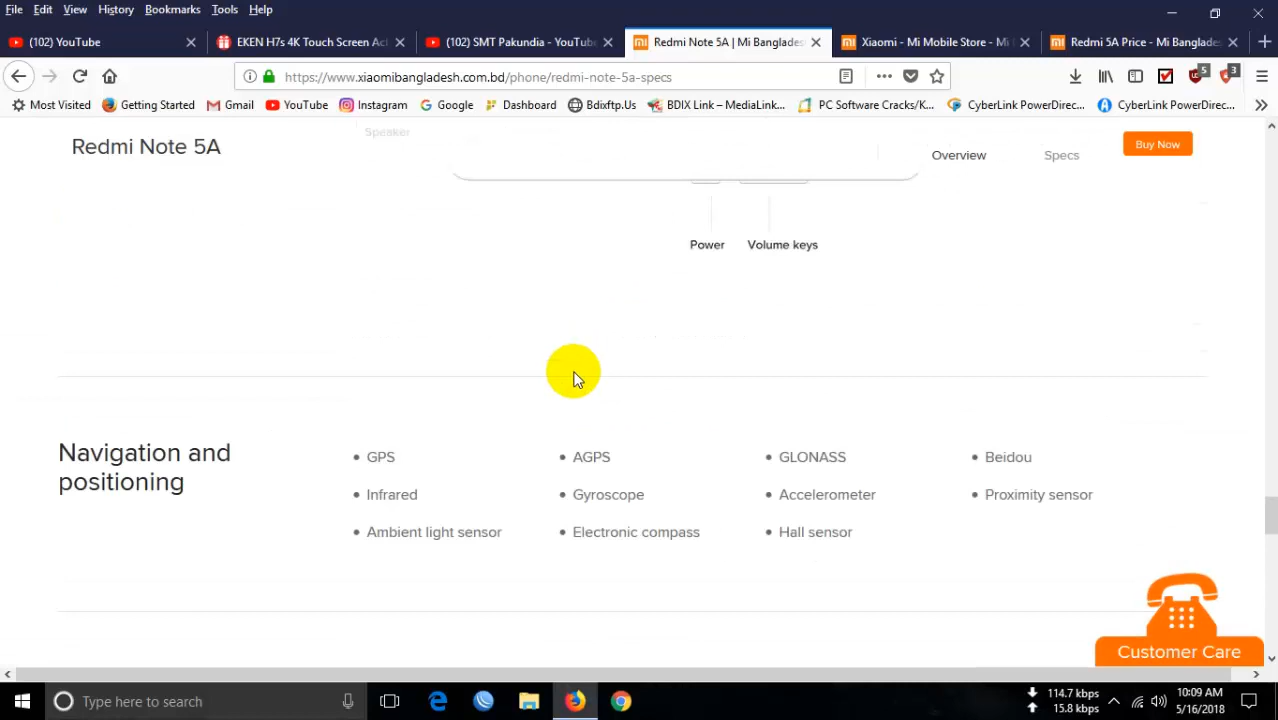 File Edit View History Bookmarks Tools Help
(102) YouTube
EKEN H7s 4K Touch Screen Act
(102) SMT Pakundia - YouTube
Redmi Note 5A | Mi Bangladesh
Xiaomi - Mi Mobile Store - Mi
Redmi 5A Price - Mi Banglades
https://www.xiaomibangladesh.com.bd/phone/redmi-note-5a-specs
5
3
Most Visited Getting Started Gmail YouTube Instagram Google Dashboard Bdixftp.Us BDIX Link – MediaLink... PC Software Cracks/K... CyberLink PowerDirec... CyberLink PowerDirec...
Speaker
Redmi Note 5A
Overview
Specs
Buy Now
Power Volume keys
Navigation and
positioning
GPS AGPS GLONASS Beidou
Infrared Gyroscope Accelerometer Proximity sensor
Ambient light sensor Electronic compass Hall sensor
Customer Care
Type here to search
114.7 kbps
15.8 kbps
10:09 AM
5/16/2018